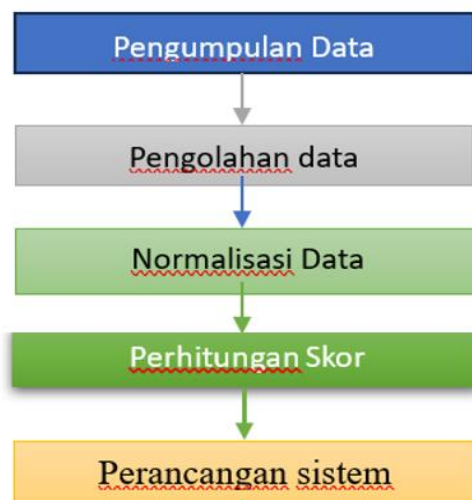 Pengumpulan Data
Pengolahan data
Normalisasi Data
Perhitungan Skor
Perancangan sistem